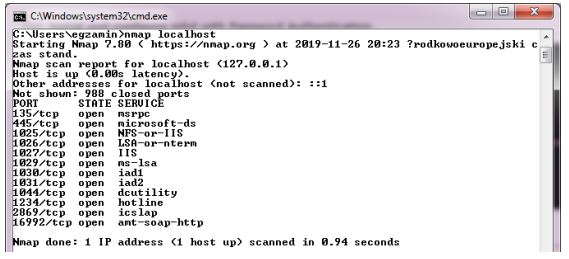 C:\Windows\system32\cmd.exe
C:\Users\egzamin>nmap localhost
Starting Nmap 7.80 ( https://nmap.org ) at 2019-11-26 20:23 ?rodkowoeuropejski c
zas stand.
Nmap scan report for localhost (127.0.0.1)
Host is up (0.00s latency).
Other addresses for localhost (not scanned): ::1
Not shown: 988 closed ports
PORT STATE SERVICE
135/tcp open msrpc
445/tcp open microsoft-ds
1025/tcp open NFS-or-IIS
1026/tcp open LSA-or-nterm
1027/tcp open IIS
1029/tcp open ms-lsa
1030/tcp open iad1
1031/tcp open iad2
1044/tcp open dcutility
1234/tcp open hotline
2869/tcp open icslap
16992/tcp open amt-soap-http
Nmap done: 1 IP address (1 host up) scanned in 0.94 seconds